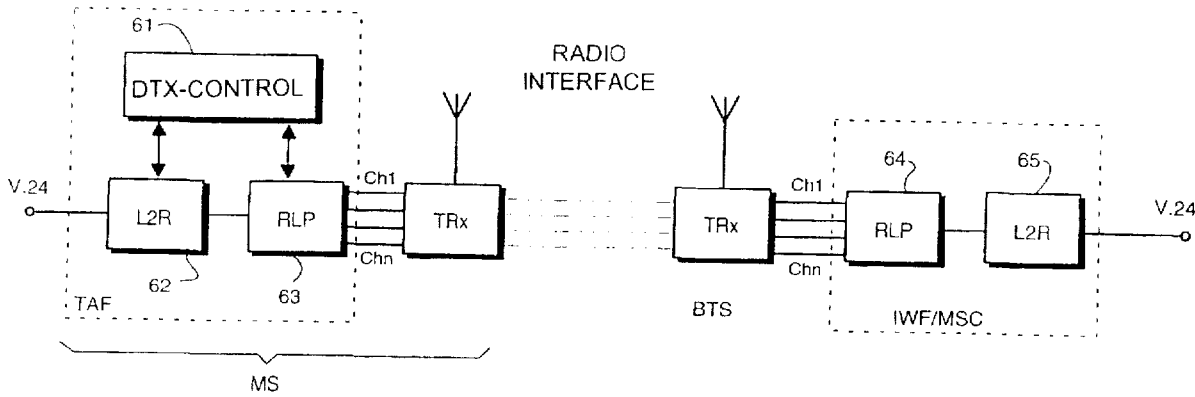 61
DTX-CONTROL
RADIO
INTERFACE
V.24
L2R
RLP
Ch1
Chn
TRx
62
63
TAF
MS
TRx
BTS
Ch1
Chn
64
65
RLP
L2R
V.24
IWF/MSC